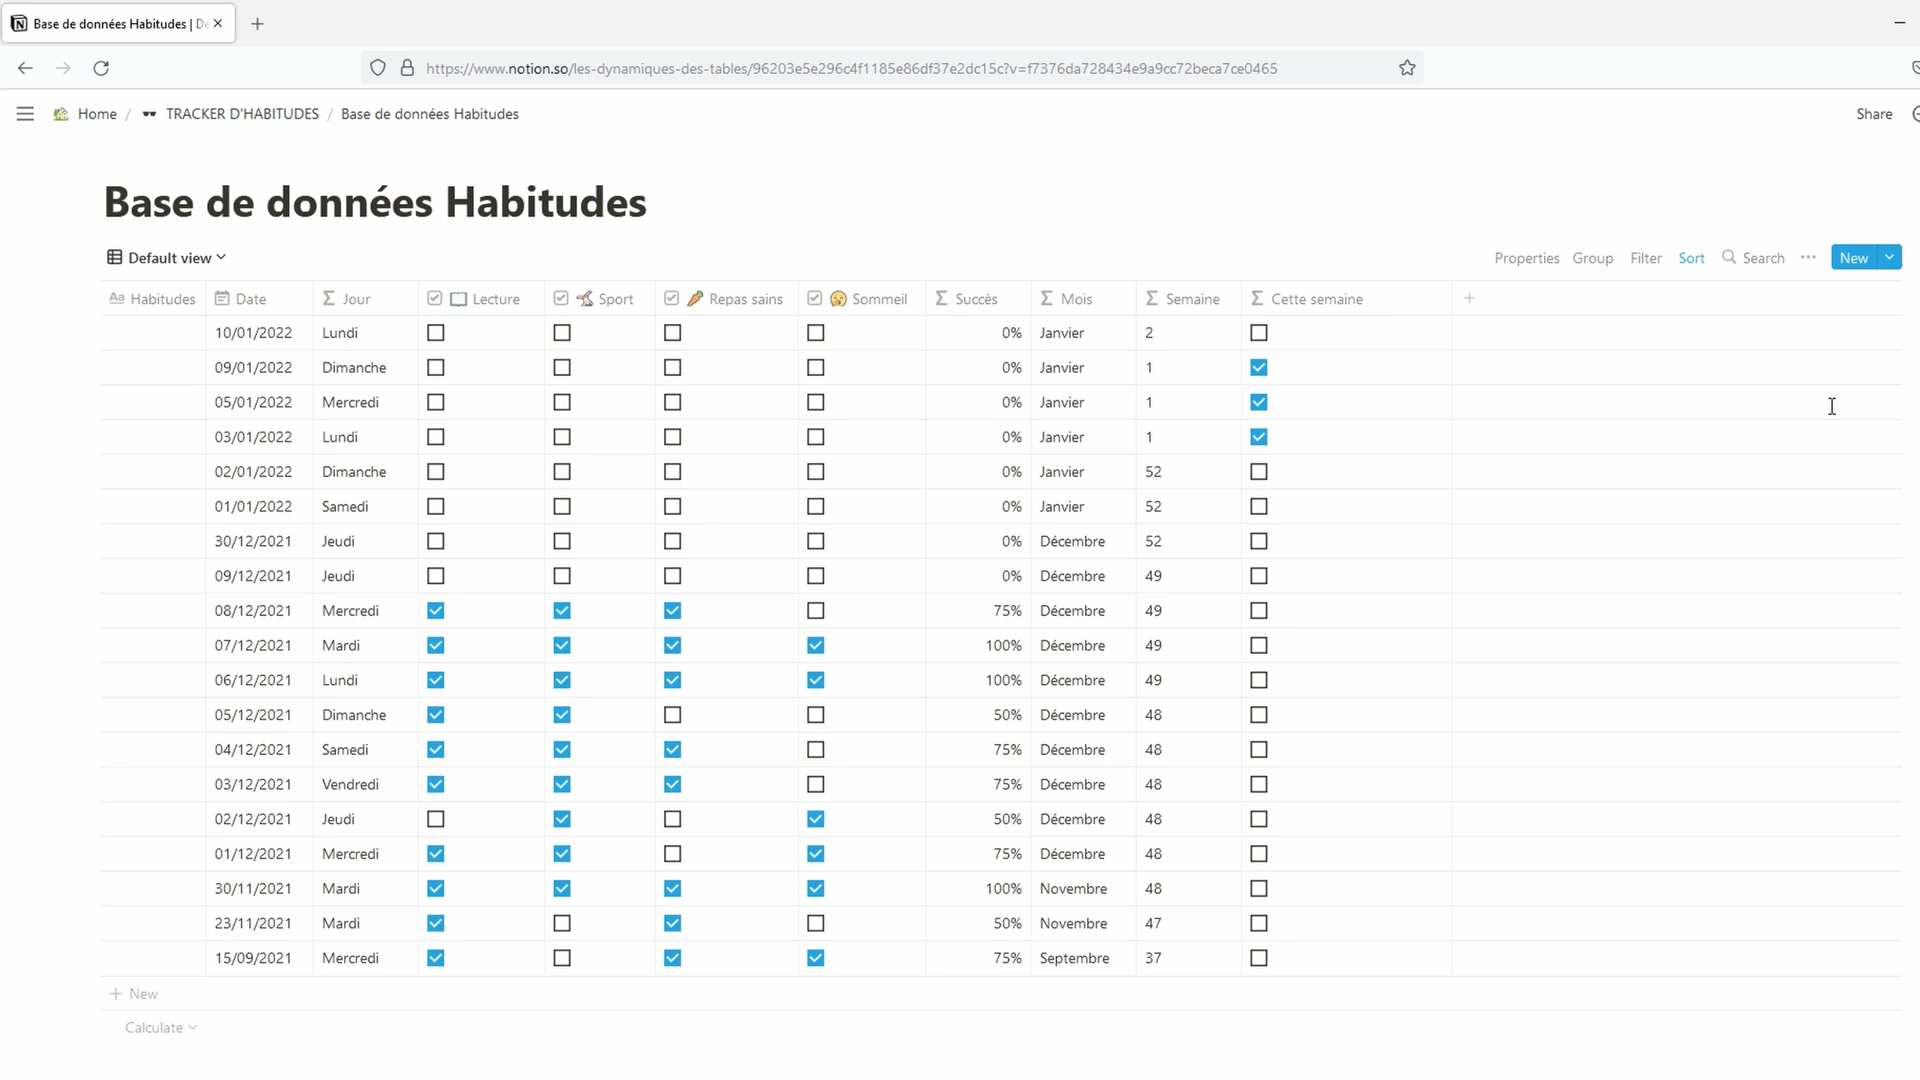 Base de données Habitudes | De
https://www.notion.so/les-dynamiques-des-tables/96203e5e296c4f1185e86df37e2dc15c?v=f7376da728434e9a9cc72beca7ce0465
Home / TRACKER D'HABITUDES / Base de données Habitudes Share
Base de données Habitudes
Default view Properties Group Filter Sort Search ••• New
Aa Habitudes Date Σ Jour Lecture Sport Repas sains Sommeil Σ Succès Σ Mois Σ Semaine Σ Cette semaine +
10/01/2022 Lundi 0% Janvier 2
09/01/2022 Dimanche 0% Janvier 1
05/01/2022 Mercredi 0% Janvier 1
03/01/2022 Lundi 0% Janvier 1
02/01/2022 Dimanche 0% Janvier 52
01/01/2022 Samedi 0% Janvier 52
30/12/2021 Jeudi 0% Décembre 52
09/12/2021 Jeudi 0% Décembre 49
08/12/2021 Mercredi 75% Décembre 49
07/12/2021 Mardi 100% Décembre 49
06/12/2021 Lundi 100% Décembre 49
05/12/2021 Dimanche 50% Décembre 48
04/12/2021 Samedi 75% Décembre 48
03/12/2021 Vendredi 75% Décembre 48
02/12/2021 Jeudi 50% Décembre 48
01/12/2021 Mercredi 75% Décembre 48
30/11/2021 Mardi 100% Novembre 48
23/11/2021 Mardi 50% Novembre 47
15/09/2021 Mercredi 75% Septembre 37
+ New
Calculate